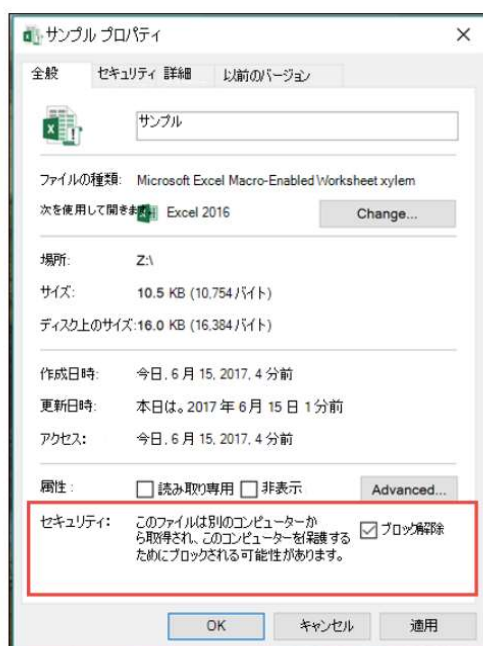 サンプル プロパティ
全般 セキュリティ 詳細 以前のバージョン
サンプル
ファイルの種類: Microsoft Excel Macro-Enabled Worksheet xylem
次を使用して開きます Excel 2016 Change...
場所: Z:\
サイズ: 10.5 KB (10,754 バイト)
ディスク上のサイズ: 16.0 KB (16,384 バイト)
作成日時: 今日、6 月 15, 2017, 4 分前
更新日時: 本日は。2017 年 6 月 15 日 1 分前
アクセス: 今日、6 月 15, 2017, 4 分前
属性: 読み取り専用 非表示 Advanced...
セキュリティ: このファイルは別のコンピューターか
ら取得され、このコンピューターを保護する
ためにブロックされる可能性があります。
ブロック解除
OK キャンセル 適用